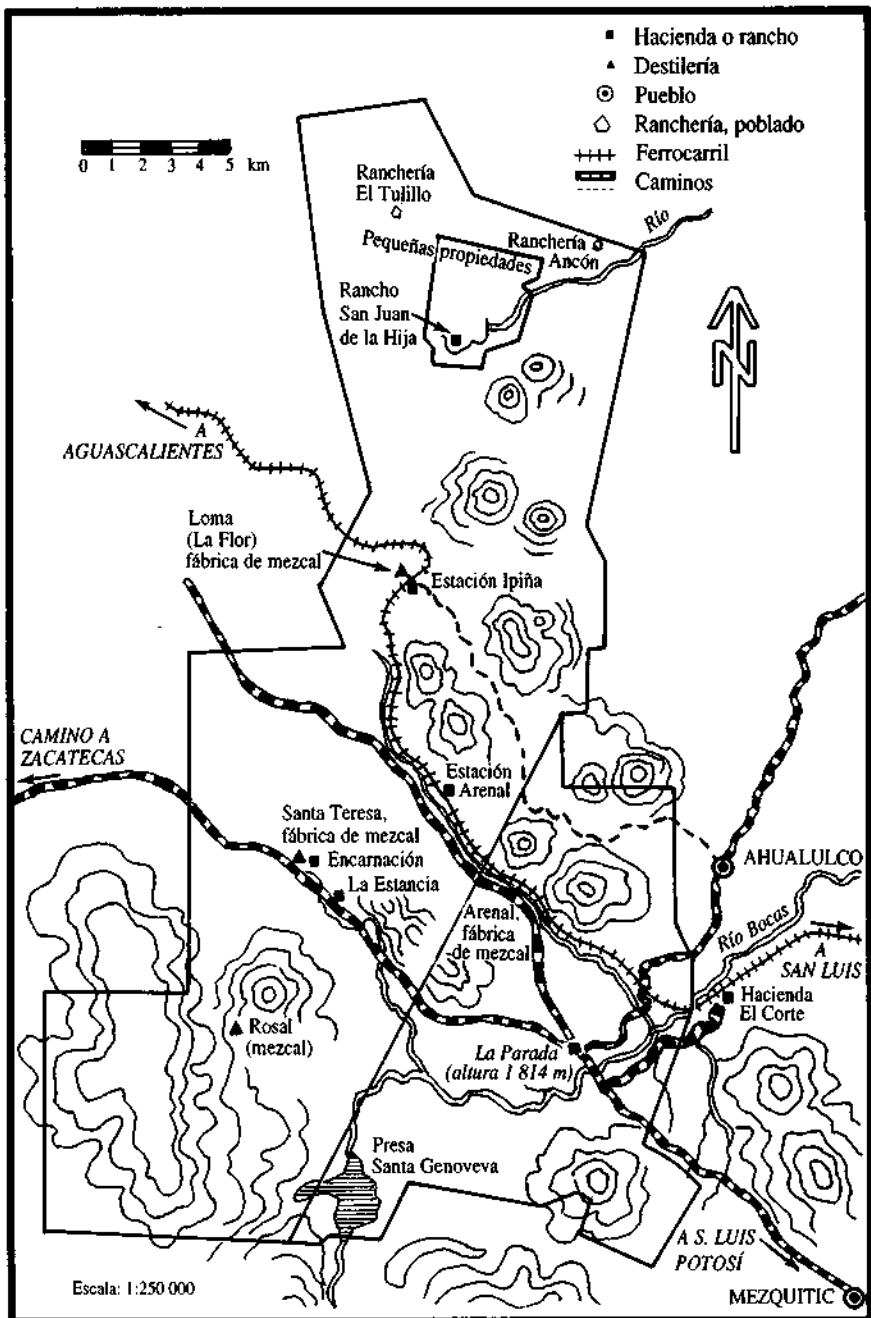 Hacienda o rancho
Destilería
Pueblo
Ranchería, poblado
Ferrocarril
Caminos
0 1 2 3 4 5 km
Ranchería
El Tulillo
Río
Pequeñas propiedades
Ranchería
Ancón
Rancho
San Juan
de la Hija
N
A
AGUASCALIENTES
Loma
(La Flor)
fábrica de mezcal
Estación Ipiña
CAMINO A
ZACATECAS
Estación
Arenal
Santa Teresa,
fábrica de mezcal
Encarnación
La Estancia
AHUALULCO
Arenal,
fábrica
de mezcal
Río Bocas
A
SAN LUIS
Hacienda
El Corte
Rosal
(mezcal)
La Parada
(altura 1 814 m)
Presa
Santa Genoveva
A S. LUIS
POTOSÍ
Escala: 1:250 000
MEZQUITIC